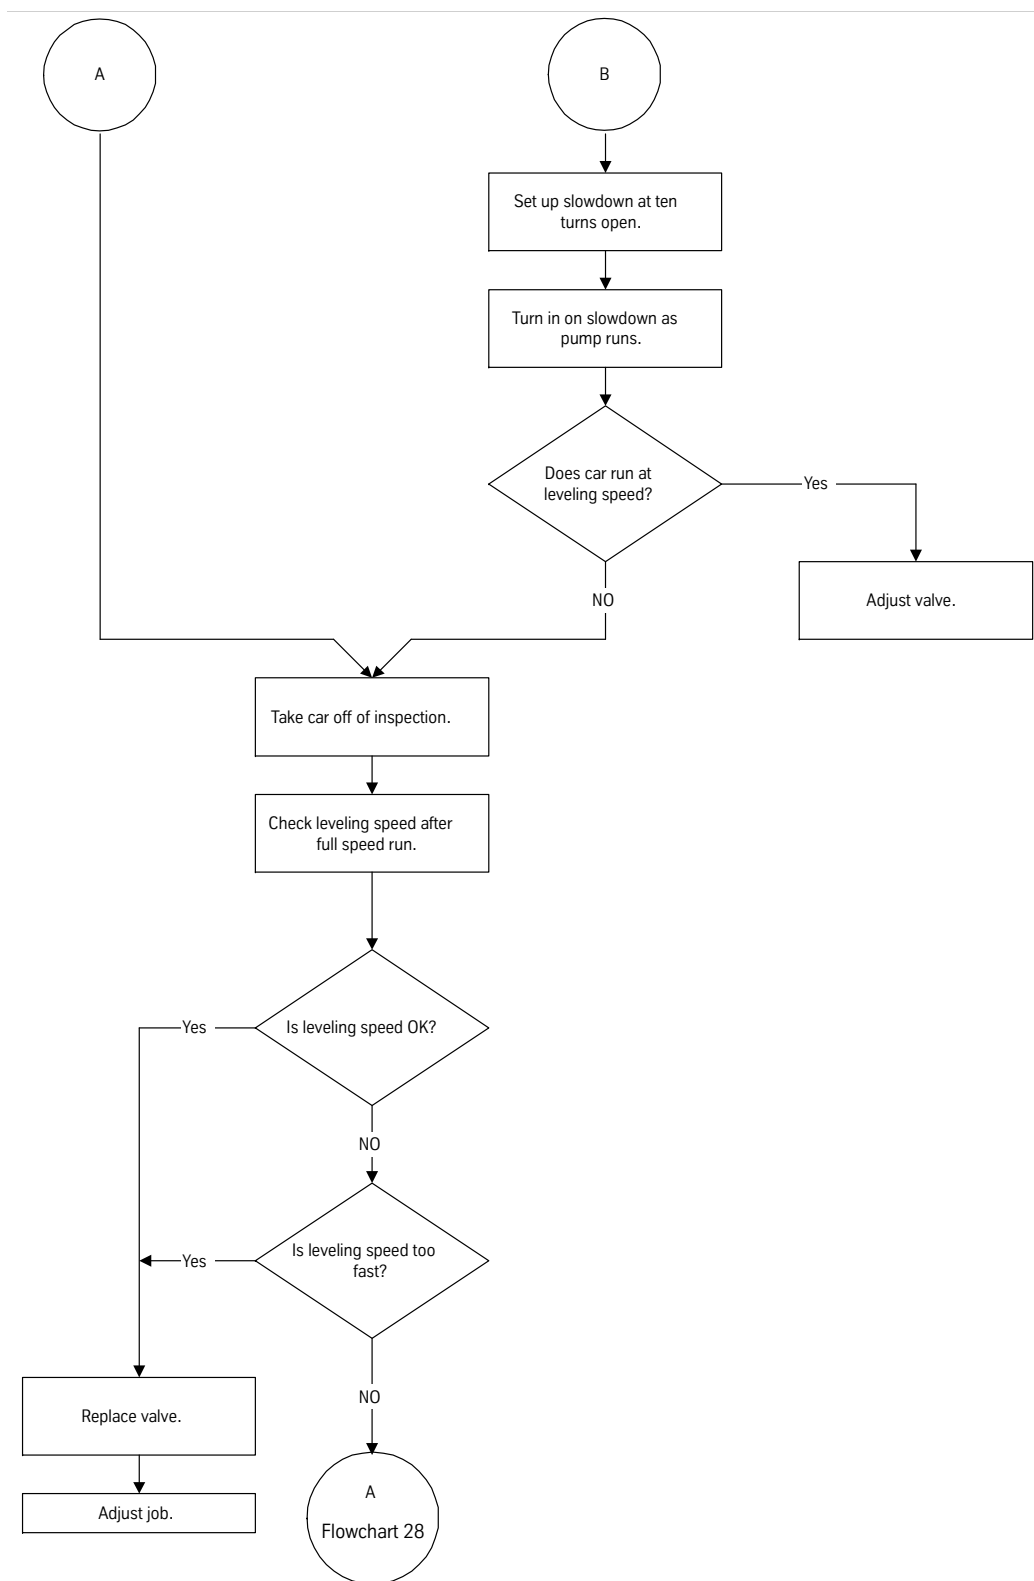 A
B
Set up slowdown at ten
turns open.
Turn in on slowdown as
pump runs.
Does car run at
leveling speed?
Yes
Adjust valve.
NO
Take car off of inspection.
Check leveling speed after
full speed run.
Is leveling speed OK?
Yes
NO
Is leveling speed too
fast?
Yes
NO
Replace valve.
Adjust job.
A
Flowchart 28